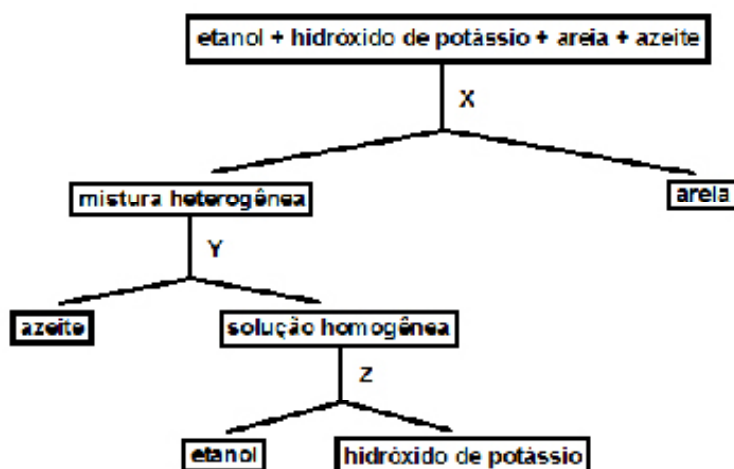 etanol + hidróxido de potássio + areia + azeite
X
mistura heterogênea
areia
Y
azeite
solução homogênea
Z
etanol
hidróxido de potássio